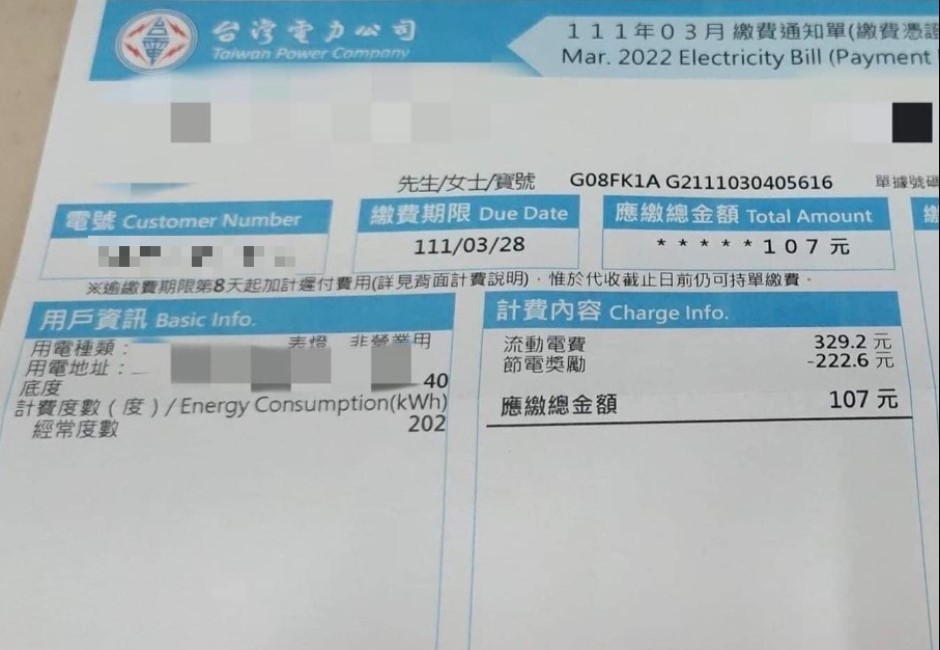 台灣電力公司
Taiwan Power Company
111年03月 繳費通知單(繳費憑證
Mar. 2022 Electricity Bill (Payment
先生/女士/寶號 G08FK1A G2111030405616 單據號碼
電號 Customer Number
繳費期限 Due Date
111/03/28
應繳總金額 Total Amount
*****107元
繳
※逾繳費期限第8天起加計遲付費用(詳見背面計費說明)，惟於代收截止日前仍可持單繳費。
用戶資訊 Basic Info.
用電種類： 表燈 非營業用
用電地址：
底度 40
計費度數（度）/ Energy Consumption(kWh)
經常度數 202
計費內容 Charge Info.
流動電費 329.2 元
節電獎勵 -222.6 元
應繳總金額 107 元